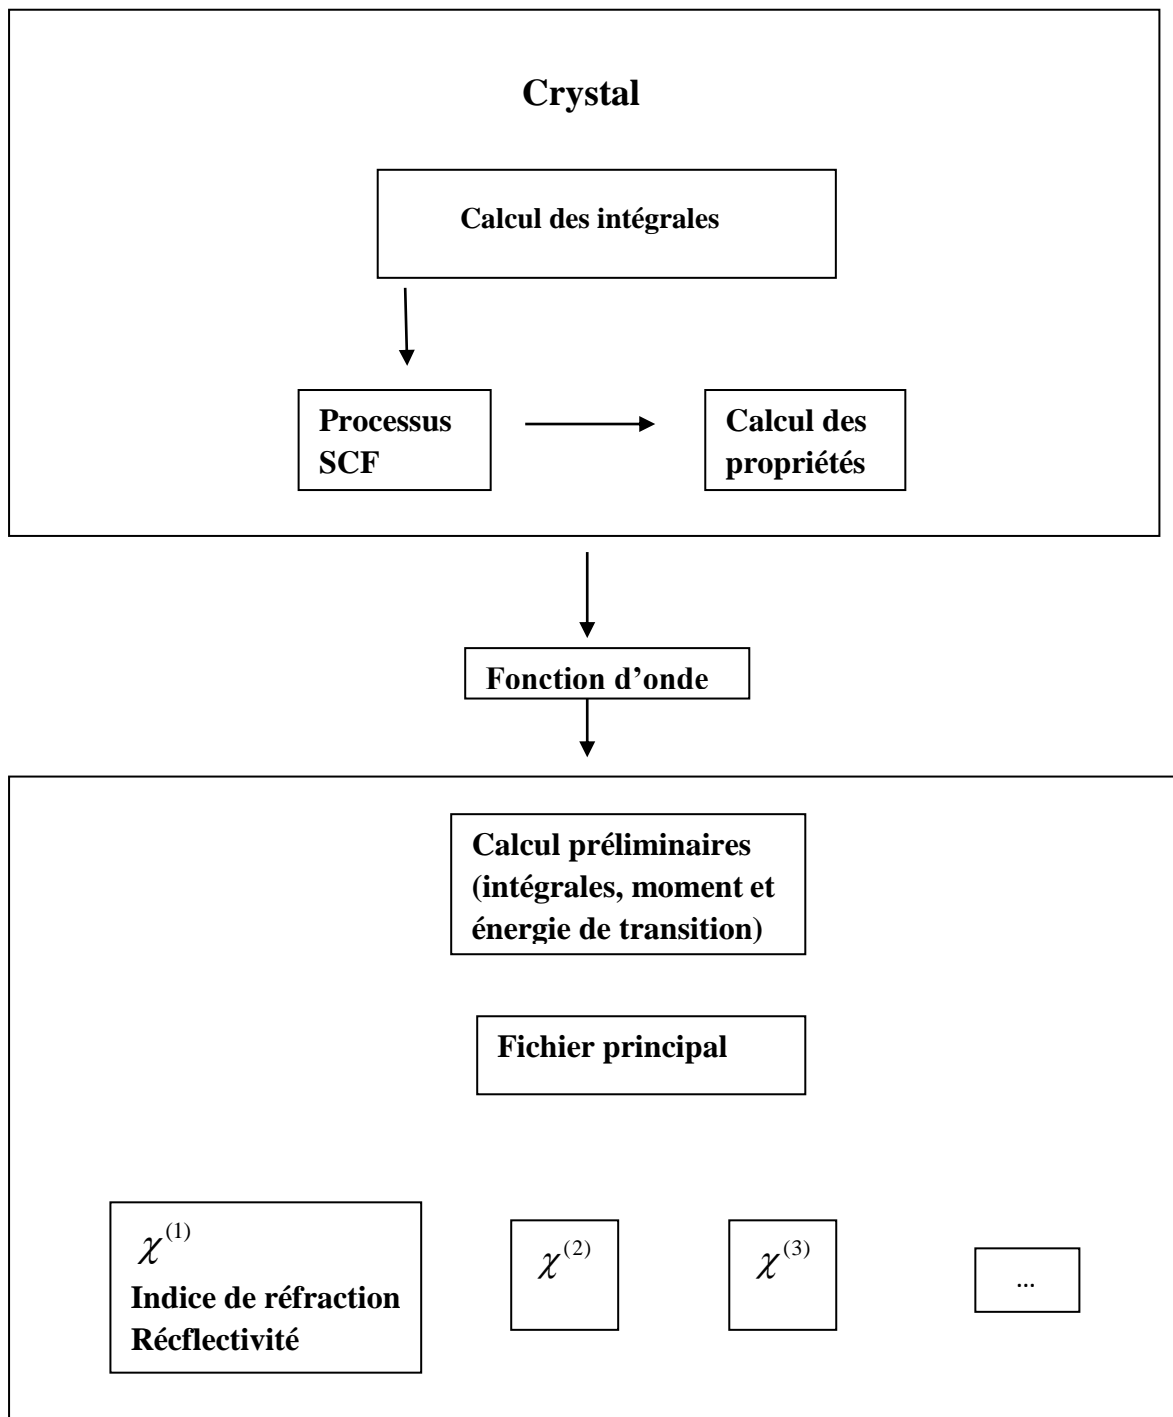 Crystal
Calcul des intégrales
Processus
SCF
Calcul des
propriétés
Fonction d’onde
Calcul préliminaires
(intégrales, moment et
énergie de transition)
Fichier principal
χ(1)
Indice de réfraction
Récflectivité
χ(2)
χ(3)
...